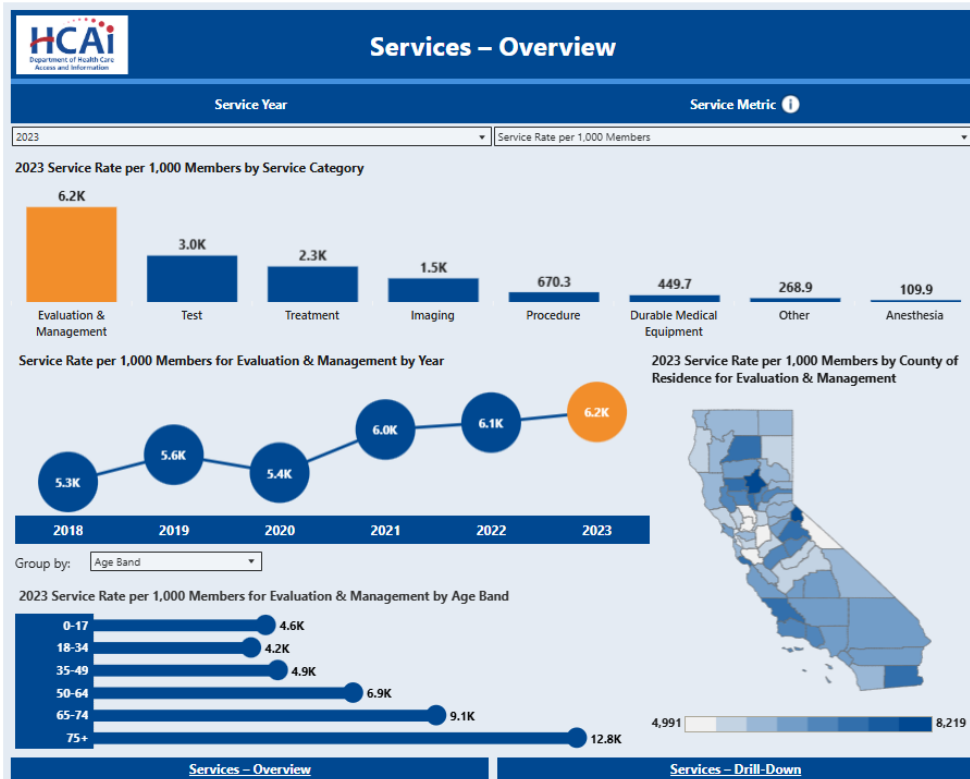 HCAi
Department of Health Care
Access and Information
Services – Overview
Service Year
Service Metric i
2023
Service Rate per 1,000 Members
2023 Service Rate per 1,000 Members by Service Category
6.2K
3.0K
2.3K
1.5K
670.3
449.7
268.9
109.9
Evaluation &
Management
Test
Treatment
Imaging
Procedure
Durable Medical
Equipment
Other
Anesthesia
Service Rate per 1,000 Members for Evaluation & Management by Year
5.3K
5.6K
5.4K
6.0K
6.1K
6.2K
2018
2019
2020
2021
2022
2023
Group by:
Age Band
2023 Service Rate per 1,000 Members for Evaluation & Management by Age Band
0-17 4.6K
18-34 4.2K
35-49 4.9K
50-64 6.9K
65-74 9.1K
75+ 12.8K
2023 Service Rate per 1,000 Members by County of
Residence for Evaluation & Management
4,991
8,219
Services – Overview
Services – Drill-Down